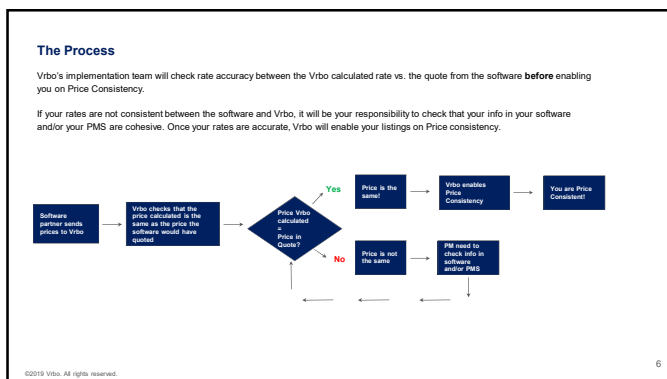 The Process
Vrbo's implementation team will check rate accuracy between the Vrbo calculated rate vs. the quote from the software before enabling
you on Price Consistency.
If your rates are not consistent between the software and Vrbo, it will be your responsibility to check that your info in your software
and/or your PMS are cohesive. Once your rates are accurate, Vrbo will enable your listings on Price consistency.
Software
partner sends
prices to Vrbo
Vrbo checks that the
price calculated is the
same as the price the
software would have
quoted
Price Vrbo
calculated
=
Price in
Quote?
Yes
Price is the
same!
Vrbo enables
Price
Consistency
You are Price
Consistent!
No
Price is not
the same
PM need to
check info in
software
and/or PMS
©2019 Vrbo. All rights reserved.
6